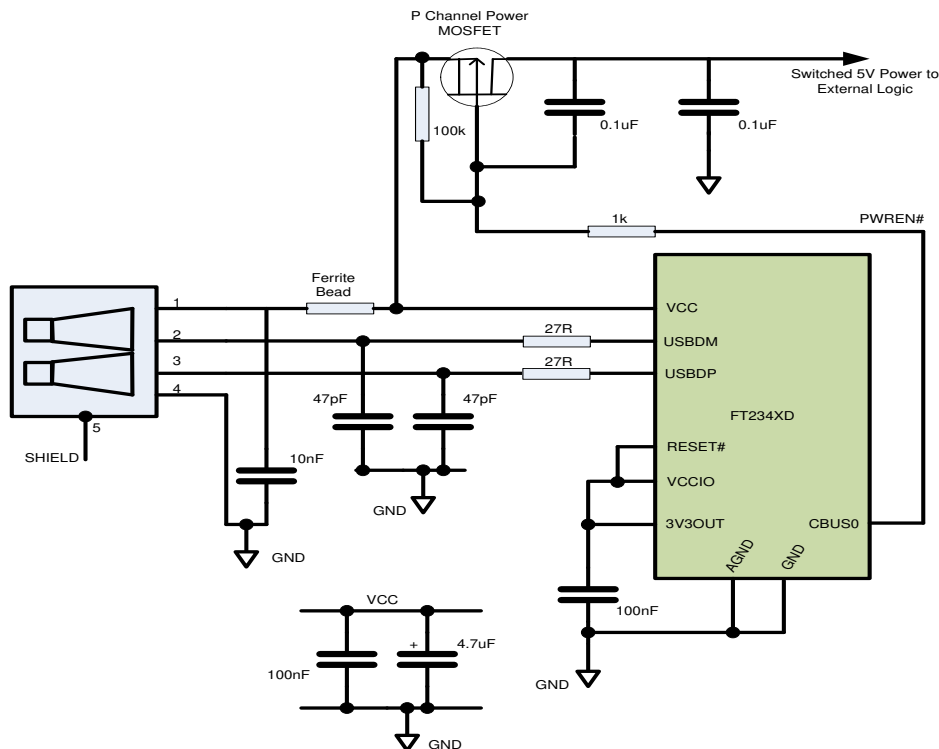 P Channel Power
MOSFET
Switched 5V Power to
External Logic
0.1uF
0.1uF
100k
1k
PWREN#
Ferrite
Bead
1
VCC
27R
2
USBDM
27R
3
USBDP
4
47pF
47pF
FT234XD
5
SHIELD
10nF
RESET#
VCCIO
GND
3V3OUT
CBUS0
AGND
GND
GND
100nF
VCC
+
4.7uF
100nF
GND
GND